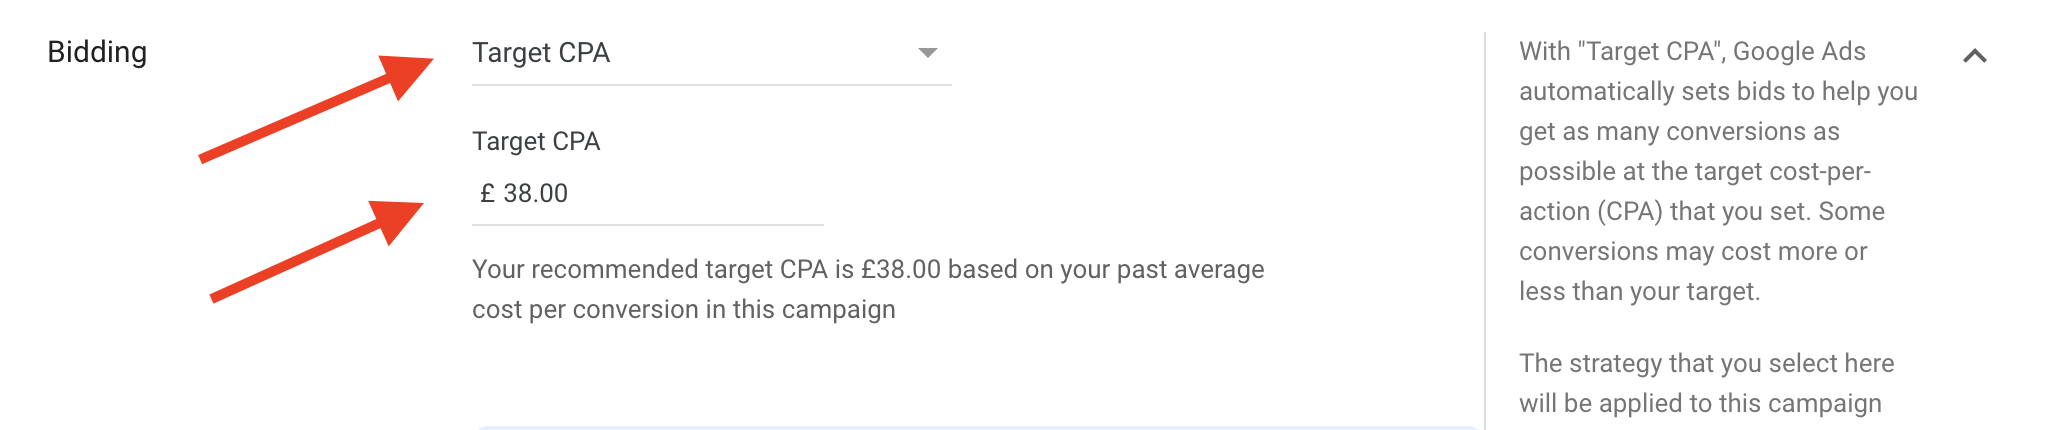 Bidding
Target CPA
Target CPA
£ 38.00
Your recommended target CPA is £38.00 based on your past average
cost per conversion in this campaign
With "Target CPA", Google Ads
automatically sets bids to help you
get as many conversions as
possible at the target cost-per-
action (CPA) that you set. Some
conversions may cost more or
less than your target.
The strategy that you select here
will be applied to this campaign